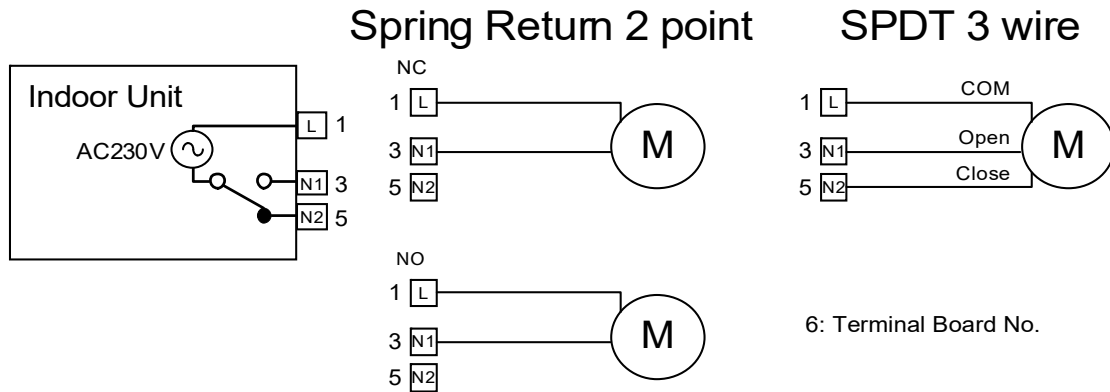 Spring Return 2 point
SPDT 3 wire
Indoor Unit
AC230V
L 1
N1 3
N2 5
NC
1 L
3 N1
5 N2
M
NO
1 L
3 N1
5 N2
M
1 L COM
3 N1 Open
5 N2 Close
M
6: Terminal Board No.